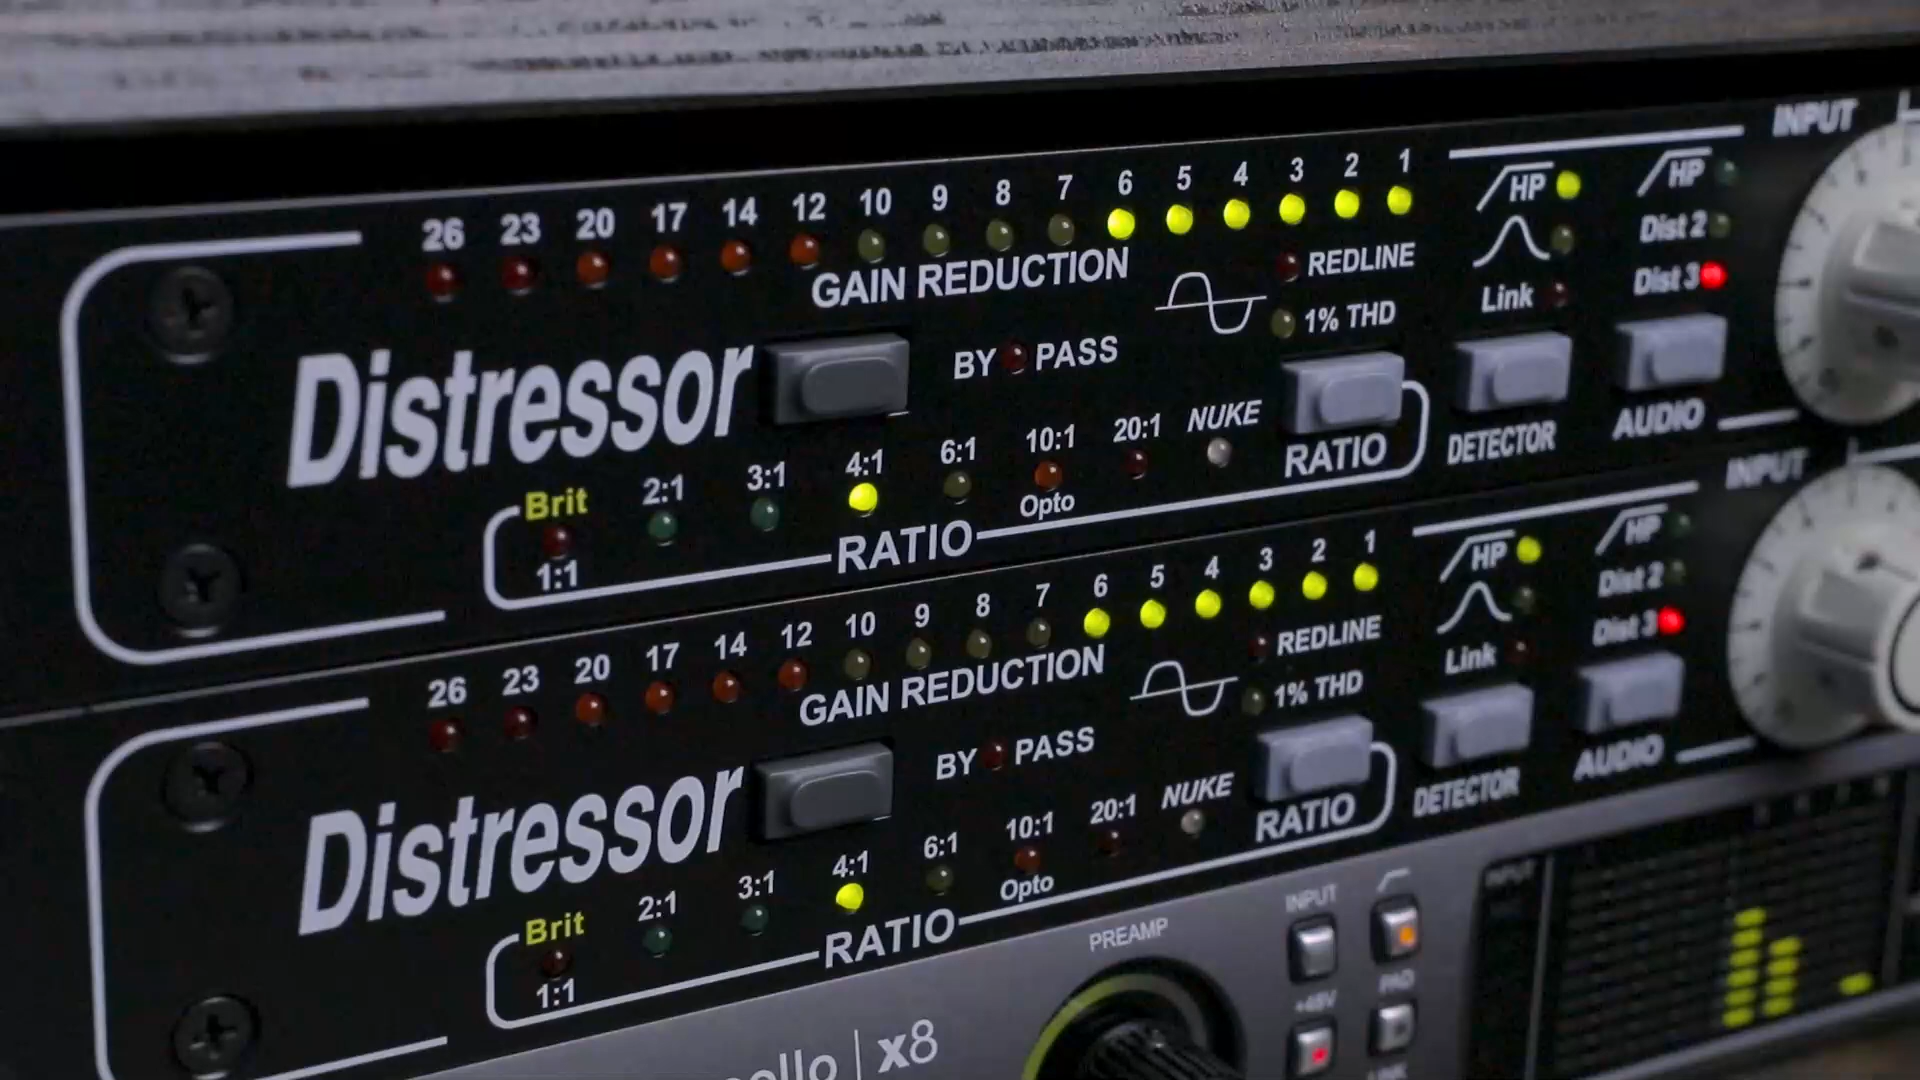 INPUT
26 23 20 17 14 12 10 9 8 7 6 5 4 3 2 1
GAIN REDUCTION
HP
HP
Dist 2
REDLINE
Link
Dist 3
1% THD
Distressor
BY PASS
AUDIO
DETECTOR
RATIO
Brit 2:1 3:1 4:1 6:1 10:1 20:1 NUKE
Opto
1:1
RATIO
INPUT
26 23 20 17 14 12 10 9 8 7 6 5 4 3 2 1
GAIN REDUCTION
HP
HP
Dist 2
REDLINE
Link
Dist 3
1% THD
Distressor
BY PASS
AUDIO
DETECTOR
RATIO
Brit 2:1 3:1 4:1 6:1 10:1 20:1 NUKE
Opto
1:1
RATIO
PREAMP
INPUT
INPUT
+48V
PAD
LINK
ollo | x8